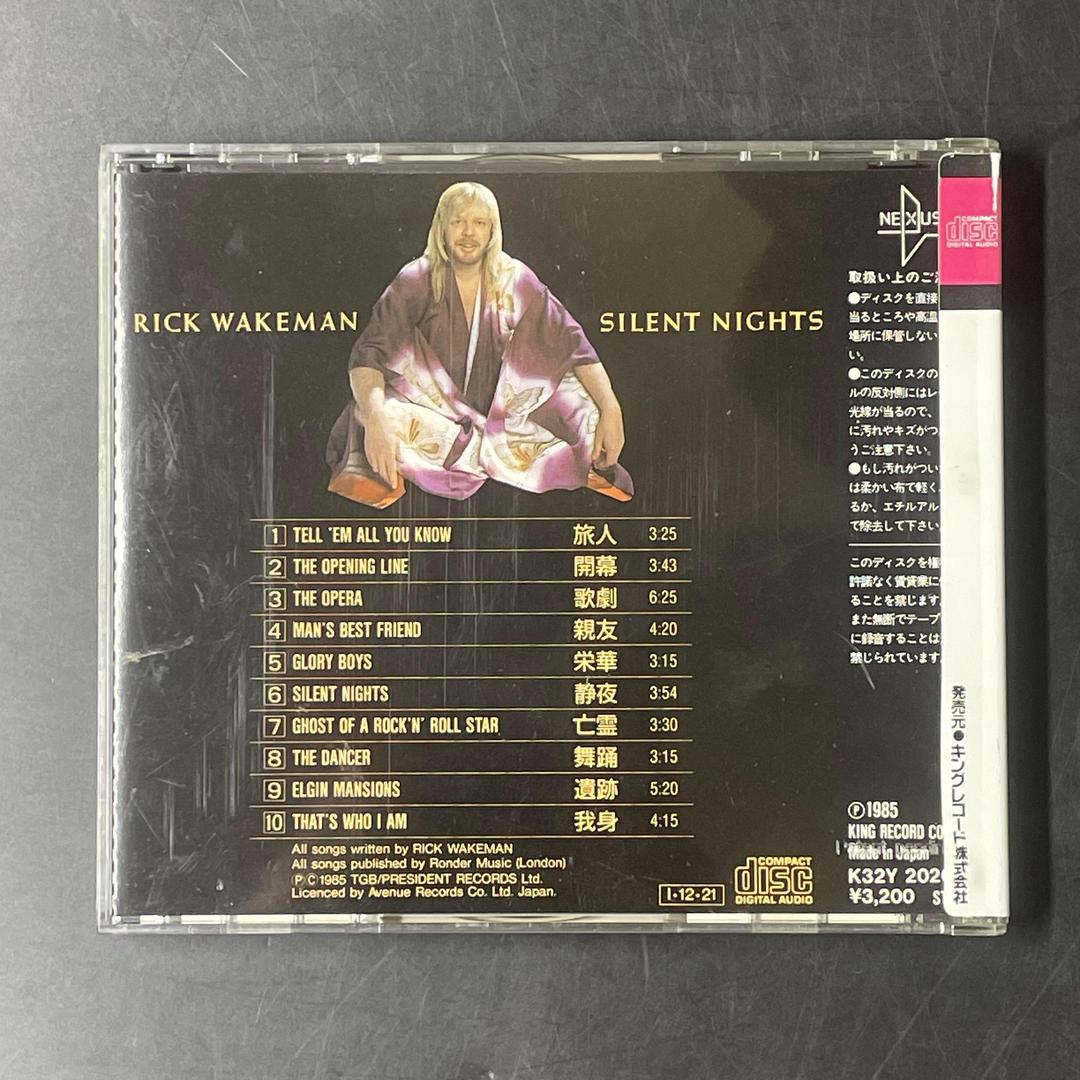 RICK WAKEMAN
SILENT NIGHTS
1 TELL 'EM ALL YOU KNOW 旅人 3:25
2 THE OPENING LINE 開幕 3:43
3 THE OPERA 歌劇 6:25
4 MAN'S BEST FRIEND 親友 4:20
5 GLORY BOYS 栄華 3:15
6 SILENT NIGHTS 静夜 3:54
7 GHOST OF A ROCK'N' ROLL STAR 亡霊 3:30
8 THE DANCER 舞踊 3:15
9 ELGIN MANSIONS 遺跡 5:20
10 THAT'S WHO I AM 我身 4:15
All songs written by RICK WAKEMAN
All songs published by Ronder Music (London)
ⓅⒸ1985 TGB/PRESIDENT RECORDS Ltd.
Licenced by Avenue Records Co. Ltd. Japan.
I・12・21
COMPACT
disc
DIGITAL AUDIO
NEXUS
取扱い上のご
●ディスクを直接
当るところや高温
場所に保管しない
い。
●このディスクの
ルの反対側にはレ
光線が当るので、
に汚れやキズがつ
うご注意下さい。
●もし汚れがつい
は柔かい布で軽く
るか、エチルアル
で除去して下さい
このディスクを権
許諾なく賃貸業に
ることを禁じます
また無断でテープ
に録音することは
禁じられています
Ⓟ1985
KING RECORD CO
Made in Japan
K32Y 202
¥3,200 ST
COMPACT
disc
DIGITAL AUDIO
発売元●キングレコード株式会社